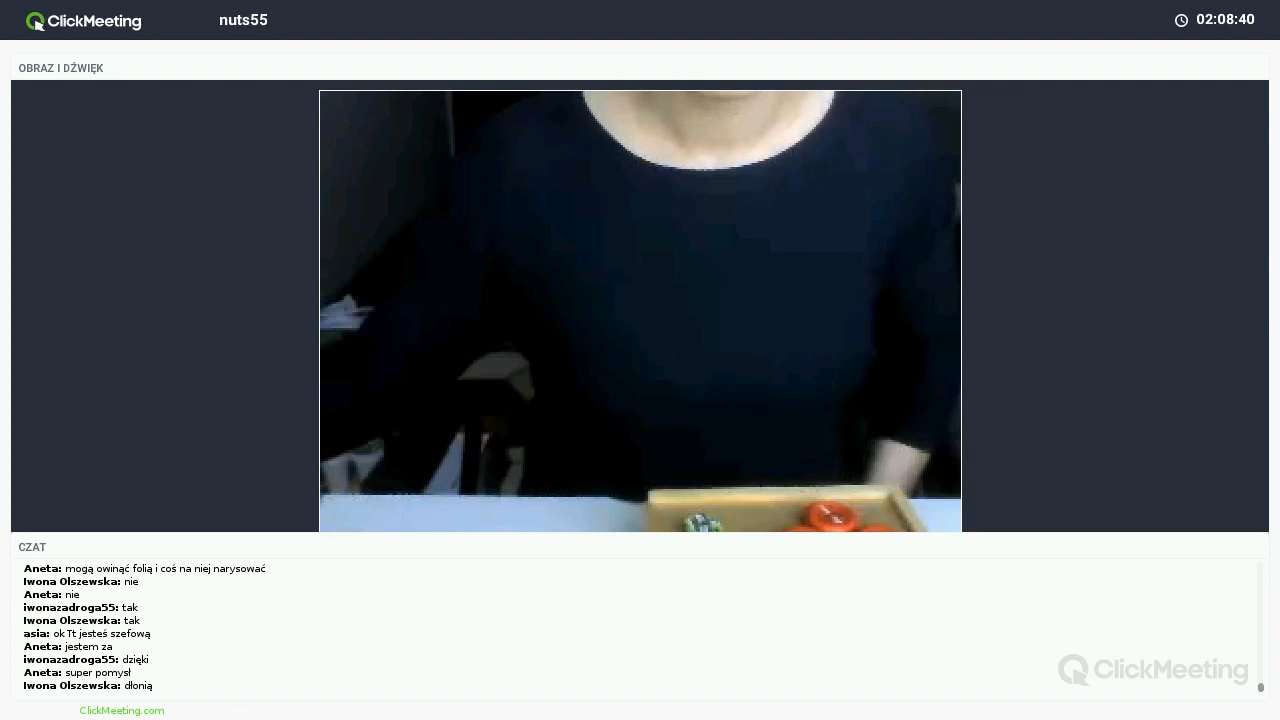 ClickMeeting
nuts55
02:08:40
OBRAZ I DŹWIĘK
CZAT
Aneta: mogą owinąć folią i coś na niej narysować
Iwona Olszewska: nie
Aneta: nie
iwonazadroga55: tak
Iwona Olszewska: tak
asia: ok Tt jesteś szefową
Aneta: jestem za
iwonazadroga55: dzięki
Aneta: super pomysł
Iwona Olszewska: dłonią
ClickMeeting
ClickMeeting.com